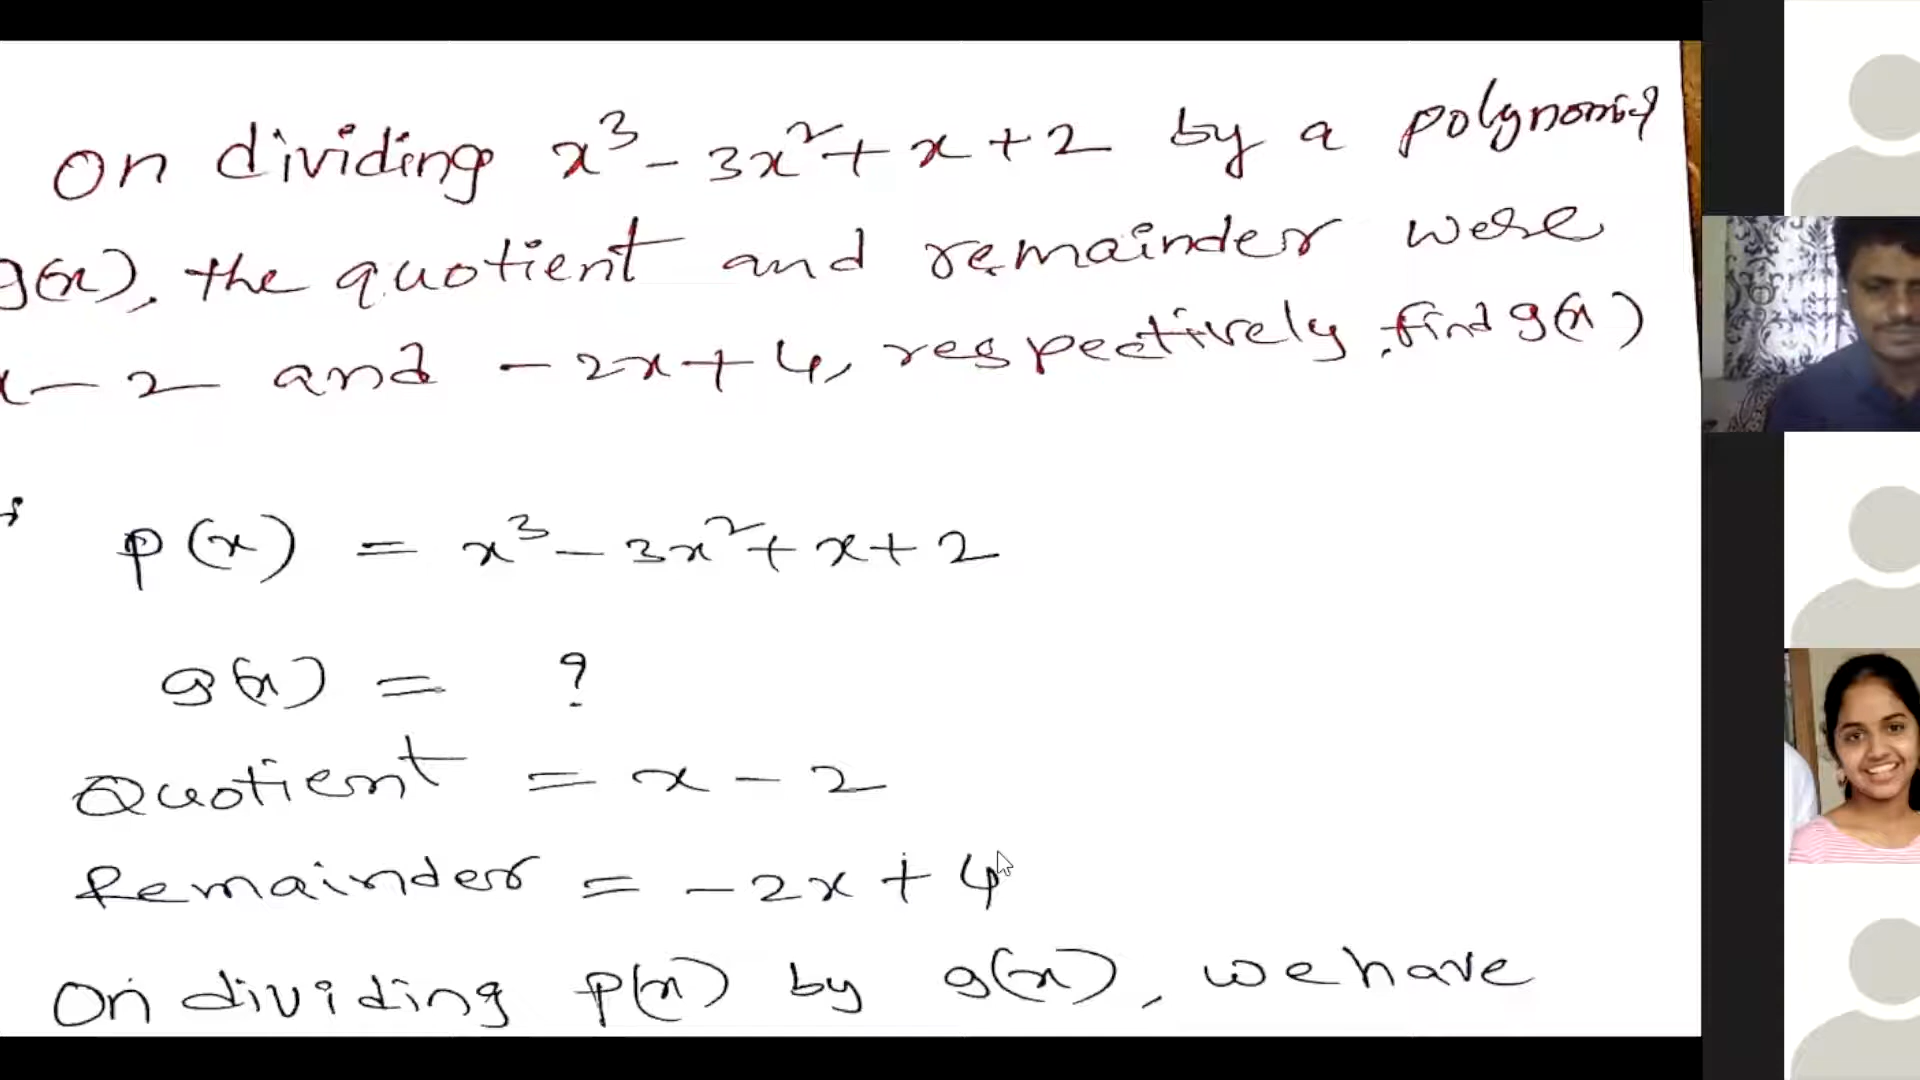 on dividing x³ - 3x² + x + 2 by a polynomial
g(x), the quotient and remainder were
x - 2 and - 2x + 4, respectively, find g(x)
p(x) = x³ - 3x² + x + 2
g(x) = ?
Quotient = x - 2
Remainder = - 2x + 4
On dividing p(x) by g(x), we have